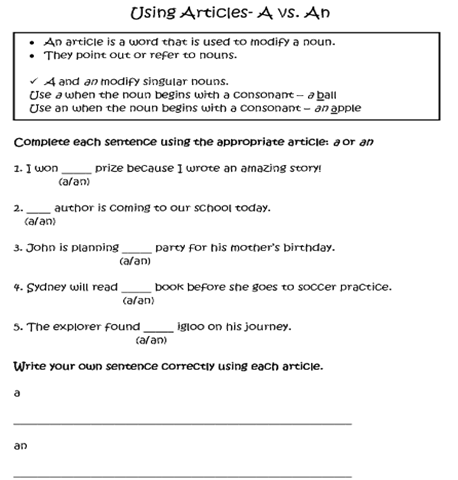 Using Articles- A vs. An
• An article is a word that is used to modify a noun.
• They point out or refer to nouns.
✓ A and an modify singular nouns.
Use a when the noun begins with a consonant – a ball
Use an when the noun begins with a consonant – an apple
Complete each sentence using the appropriate article: a or an
1. I won _____ prize because I wrote an amazing story!
(a/an)
2. ____ author is coming to our school today.
(a/an)
3. John is planning _____ party for his mother's birthday.
(a/an)
4. Sydney will read _____ book before she goes to soccer practice.
(a/an)
5. The explorer found _____ igloo on his journey.
(a/an)
Write your own sentence correctly using each article.
a
an